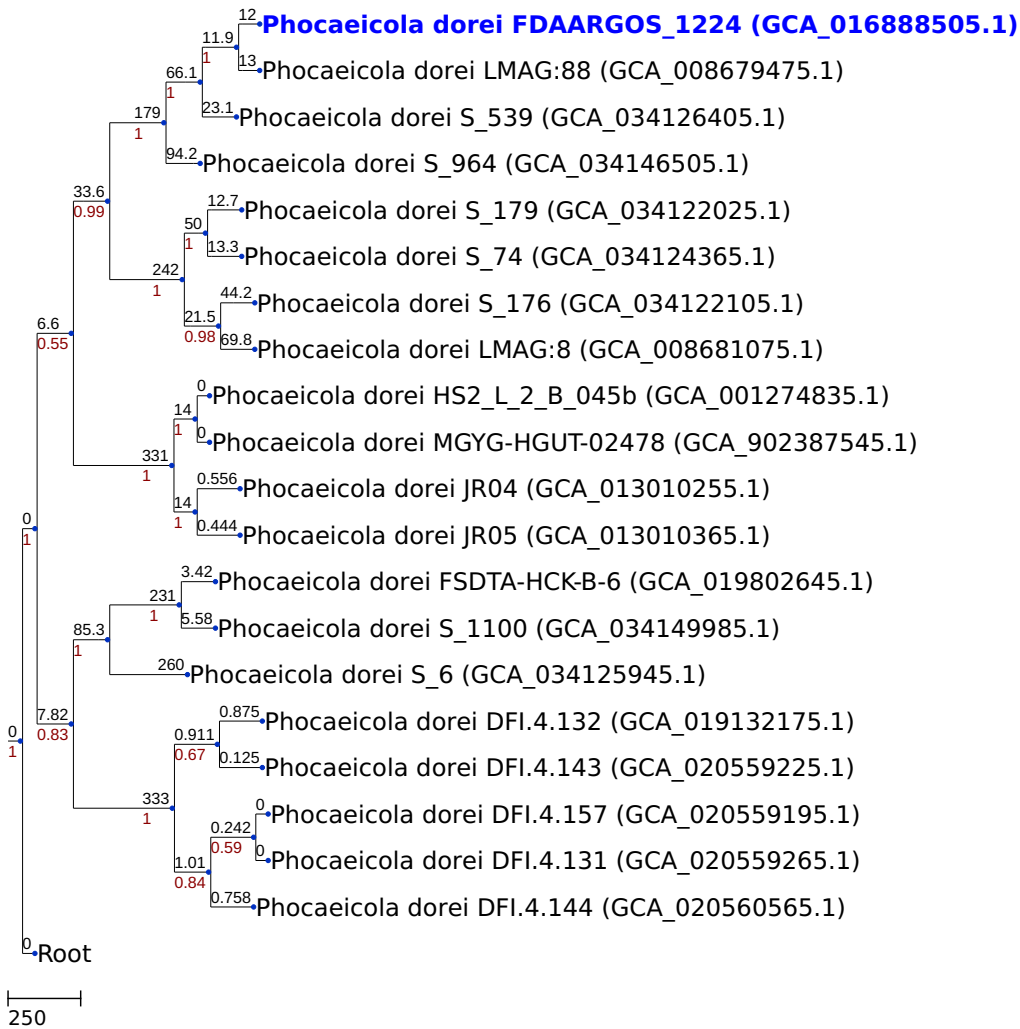 12
Phocaeicola dorei FDAARGOS_1224 (GCA_016888505.1)
11.9
1
13
Phocaeicola dorei LMAG:88 (GCA_008679475.1)
66.1
1
23.1
Phocaeicola dorei S_539 (GCA_034126405.1)
179
1
94.2
Phocaeicola dorei S_964 (GCA_034146505.1)
33.6
0.99
12.7
Phocaeicola dorei S_179 (GCA_034122025.1)
50
1
13.3
Phocaeicola dorei S_74 (GCA_034124365.1)
242
1
44.2
Phocaeicola dorei S_176 (GCA_034122105.1)
21.5
0.98
69.8
Phocaeicola dorei LMAG:8 (GCA_008681075.1)
6.6
0.55
0
Phocaeicola dorei HS2_L_2_B_045b (GCA_001274835.1)
14
1
0
Phocaeicola dorei MGYG-HGUT-02478 (GCA_902387545.1)
331
1
0.556
Phocaeicola dorei JR04 (GCA_013010255.1)
14
1
0.444
Phocaeicola dorei JR05 (GCA_013010365.1)
0
1
3.42
Phocaeicola dorei FSDTA-HCK-B-6 (GCA_019802645.1)
231
1
5.58
Phocaeicola dorei S_1100 (GCA_034149985.1)
85.3
1
260
Phocaeicola dorei S_6 (GCA_034125945.1)
7.82
0.83
0.875
Phocaeicola dorei DFI.4.132 (GCA_019132175.1)
0.911
0.67
0.125
Phocaeicola dorei DFI.4.143 (GCA_020559225.1)
0
1
333
1
0
Phocaeicola dorei DFI.4.157 (GCA_020559195.1)
0.242
0.59
0
Phocaeicola dorei DFI.4.131 (GCA_020559265.1)
1.01
0.84
0.758
Phocaeicola dorei DFI.4.144 (GCA_020560565.1)
0
Root
250